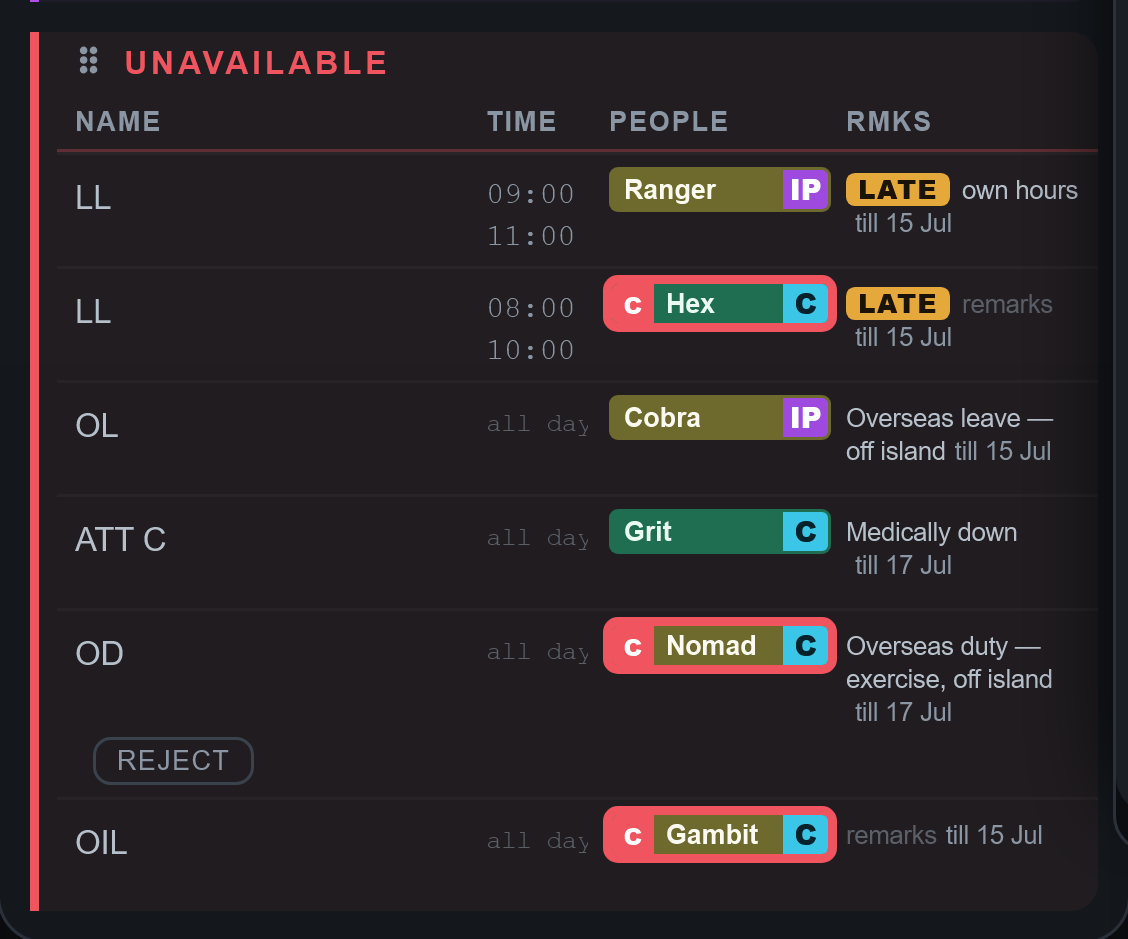 UNAVAILABLE
NAME TIME PEOPLE RMKS
LL 09:00 Ranger IP LATE own hours
11:00 till 15 Jul
LL 08:00 c Hex C LATE remarks
10:00 till 15 Jul
OL all day Cobra IP Overseas leave —
off island till 15 Jul
ATT C all day Grit C Medically down
till 17 Jul
OD all day c Nomad C Overseas duty —
exercise, off island
till 17 Jul
REJECT
OIL all day c Gambit C remarks till 15 Jul